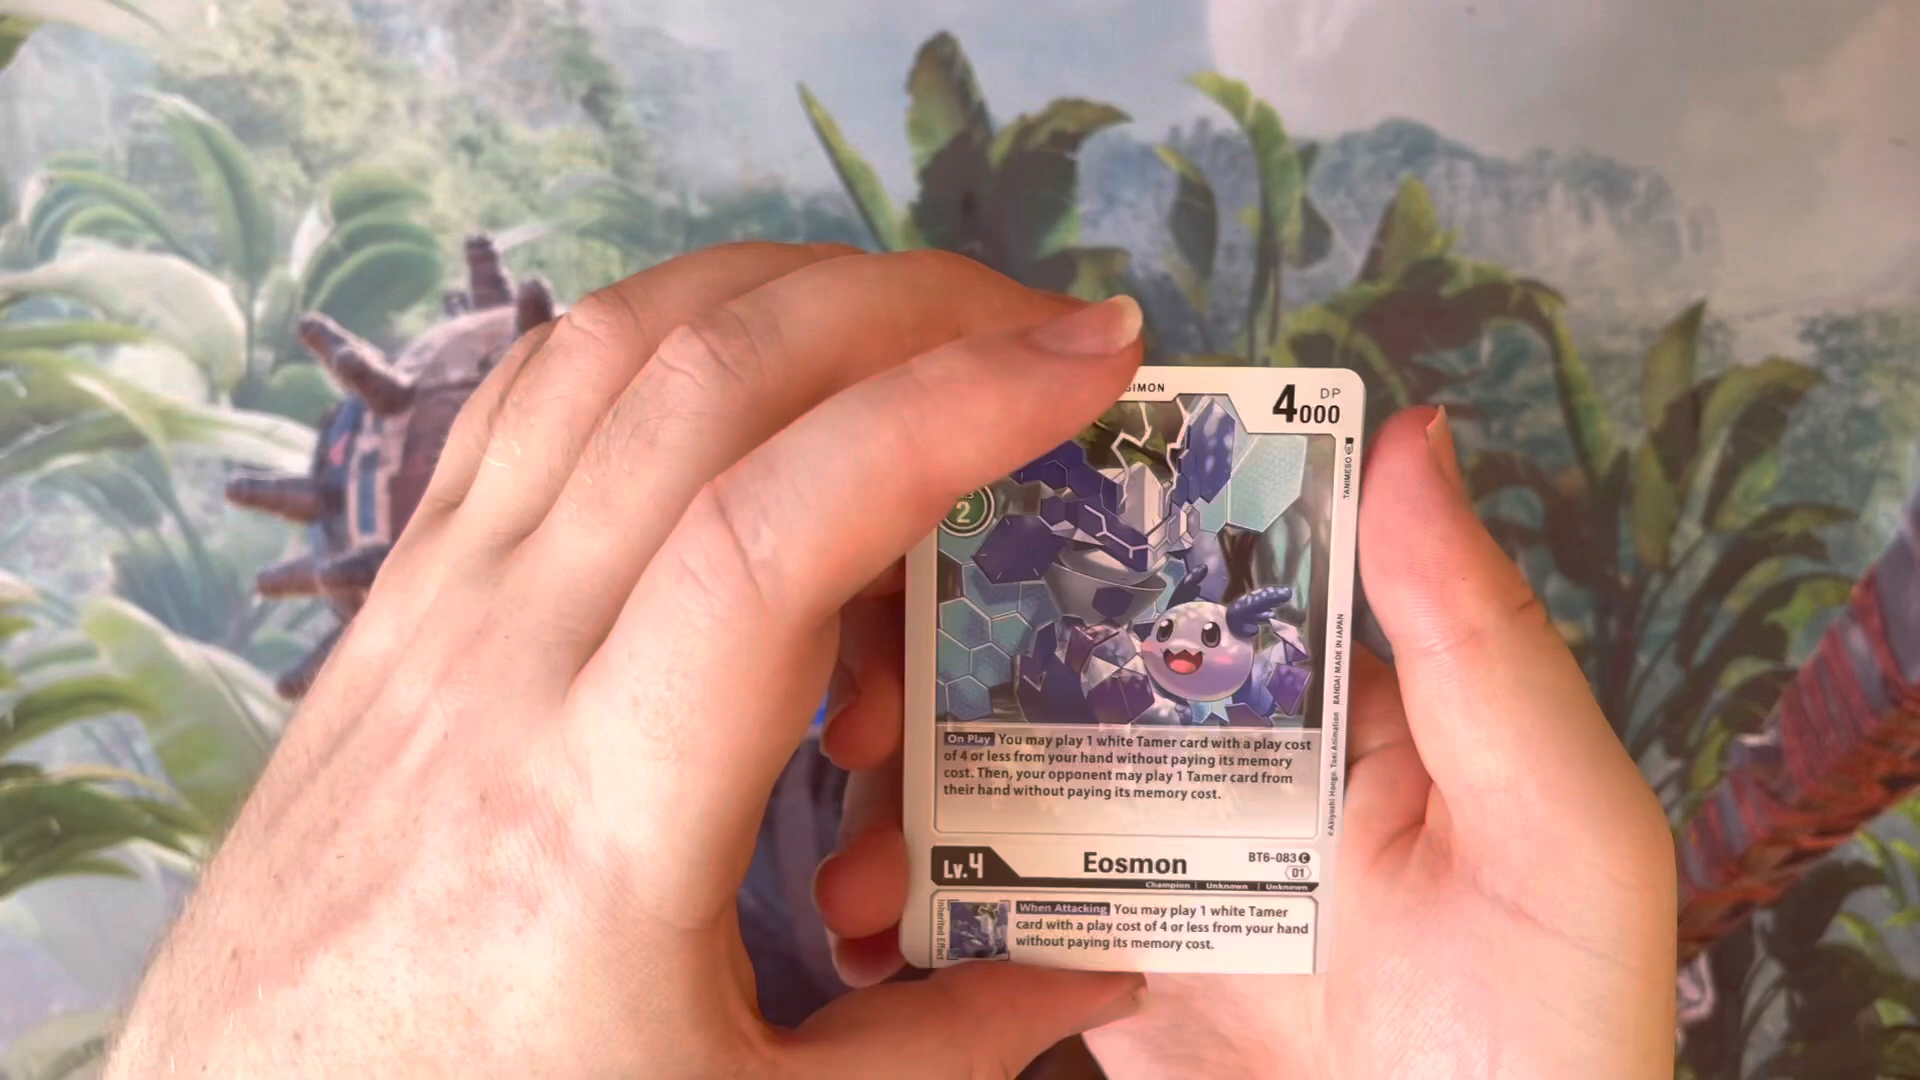 DP
4000
2
TANIMESO
BANDAI MADE IN JAPAN
©Akiyoshi Hongo, Toei Animation
On Play You may play 1 white Tamer card with a play cost
of 4 or less from your hand without paying its memory
cost. Then, your opponent may play 1 Tamer card from
their hand without paying its memory cost.
Lv.4
Eosmon
BT6-083 C
01
Champion | Unknown | Unknown
Inherited Effect
When Attacking You may play 1 white Tamer
card with a play cost of 4 or less from your hand
without paying its memory cost.